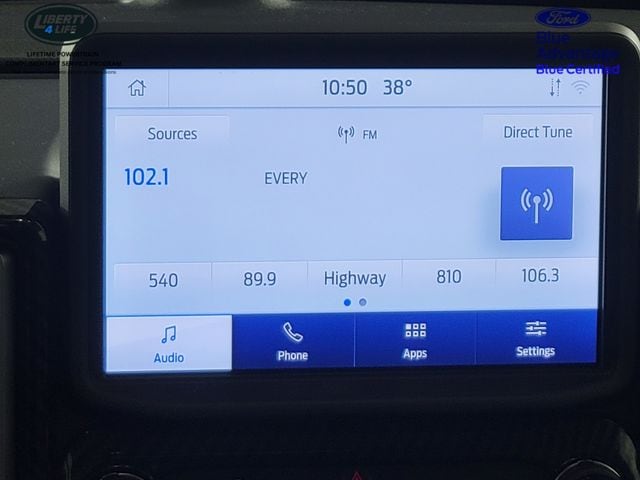 LIBERTY
4 LIFE
LIFETIME POWERTRAIN
COMPLIMENTARY SERVICE PROGRAM
Ford
Blue
Advantage
Blue Certified
10:50 38°
Sources
FM
Direct Tune
102.1
EVERY
540
89.9
Highway
810
106.3
Audio
Phone
Apps
Settings